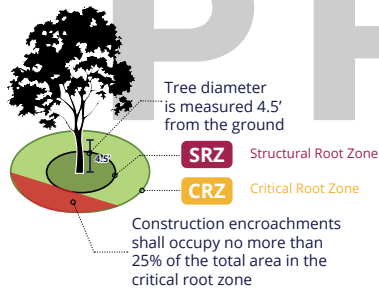 PH
Tree diameter
is measured 4.5’
from the ground
4.5’
SRZ Structural Root Zone
CRZ Critical Root Zone
Construction encroachments
shall occupy no more than
25% of the total area in the
critical root zone